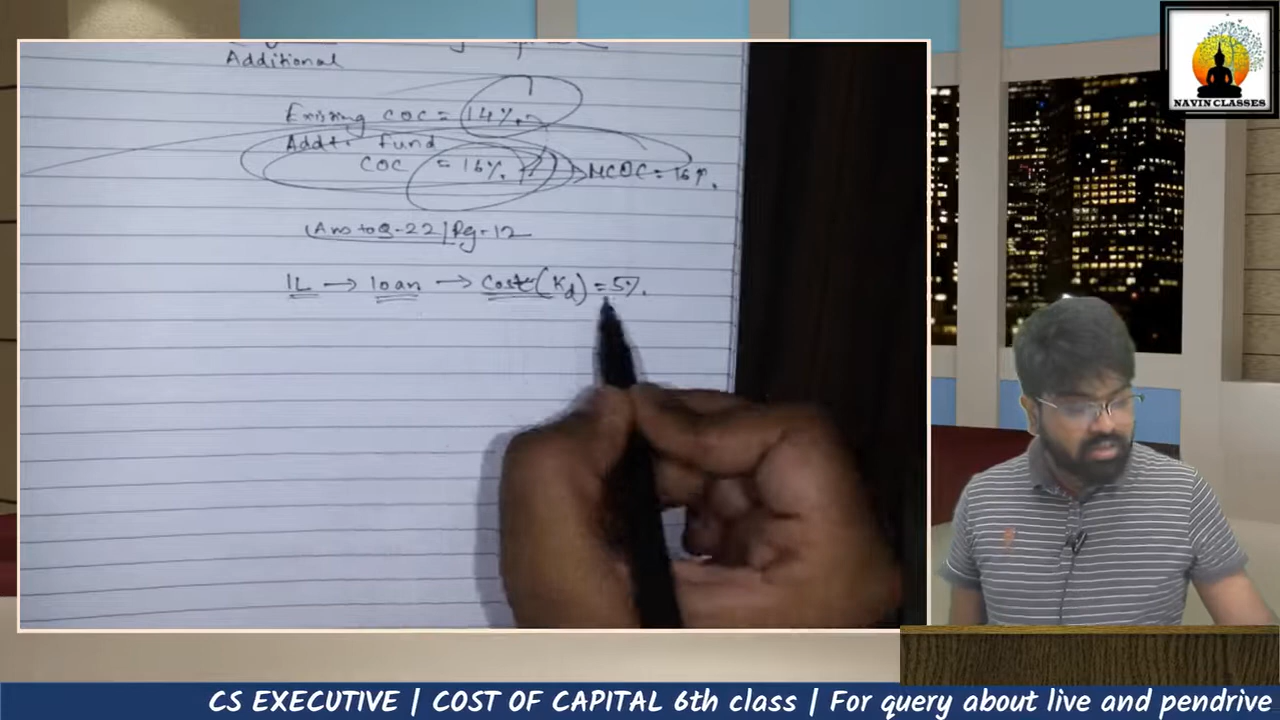 Additional
Existing COC = 14%.
Addt. Fund
COC = 16%. → MCOC = 16%.
Ans to Q-22 | Pg-12
1L → loan → Cost (Kd) = 5%.
NAVIN CLASSES
CS EXECUTIVE | COST OF CAPITAL 6th class | For query about live and pendrive